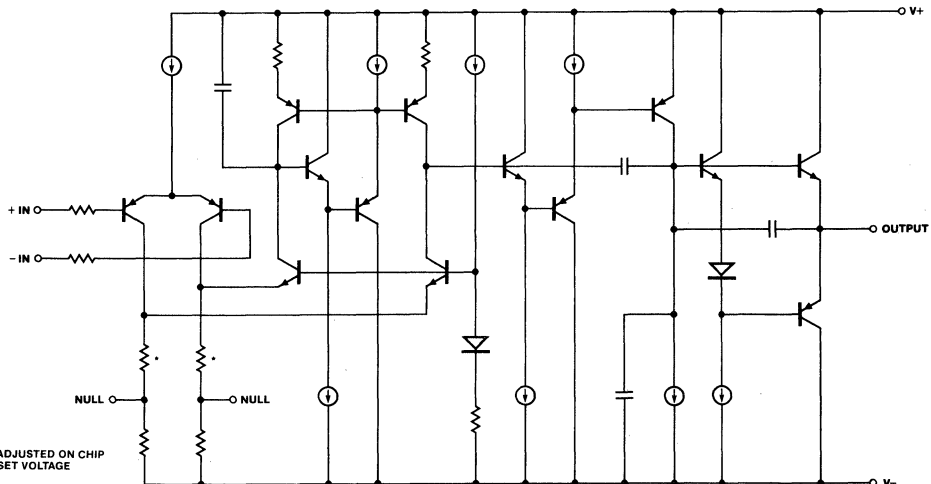 V+
+ IN
− IN
OUTPUT
*
*
NULL
NULL
ADJUSTED ON CHIP
SET VOLTAGE
V−